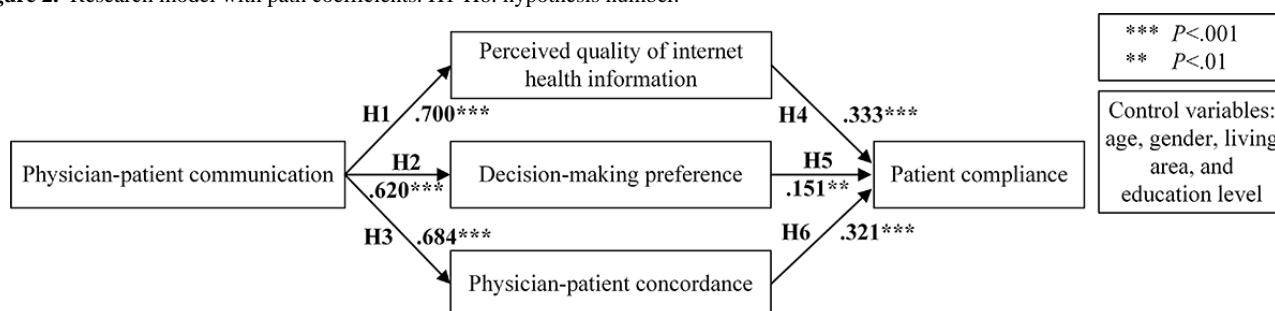 Figure 2. Research model with path coefficients. H1-H6: hypothesis number.
*** P<.001
** P<.01
Perceived quality of internet
health information
H1 .700***
H4 .333***
Control variables:
age, gender, living
area, and
education level
Physician-patient communication
H2
.620***
Decision-making preference
H5
.151**
Patient compliance
H3 .684***
H6 .321***
Physician-patient concordance